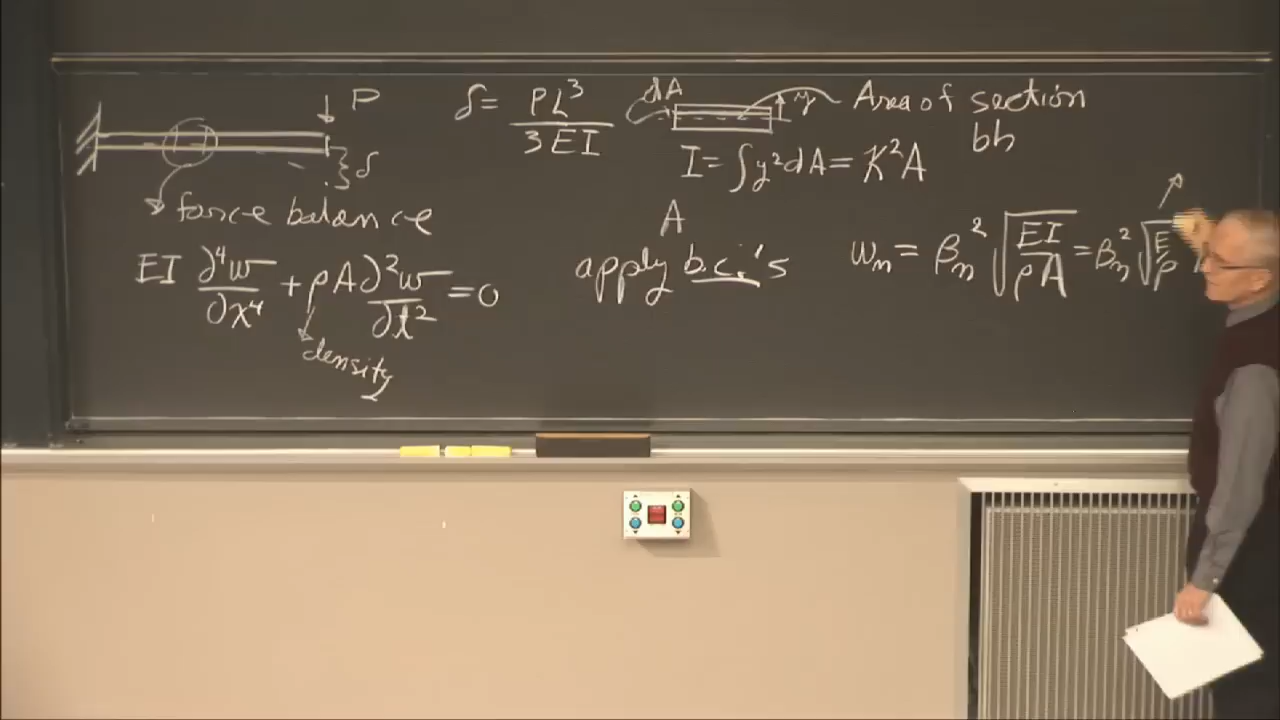 P
δ
force balance
EI ∂⁴w/∂x⁴ + ρA ∂²w/∂t² = 0
density
δ = PL³/3EI
dA
y
Area of section
bh
I = ∫y²dA = K²A
A
apply b.c.'s
ωn = βn² √(EI/ρA) = βn² √(E/ρ)